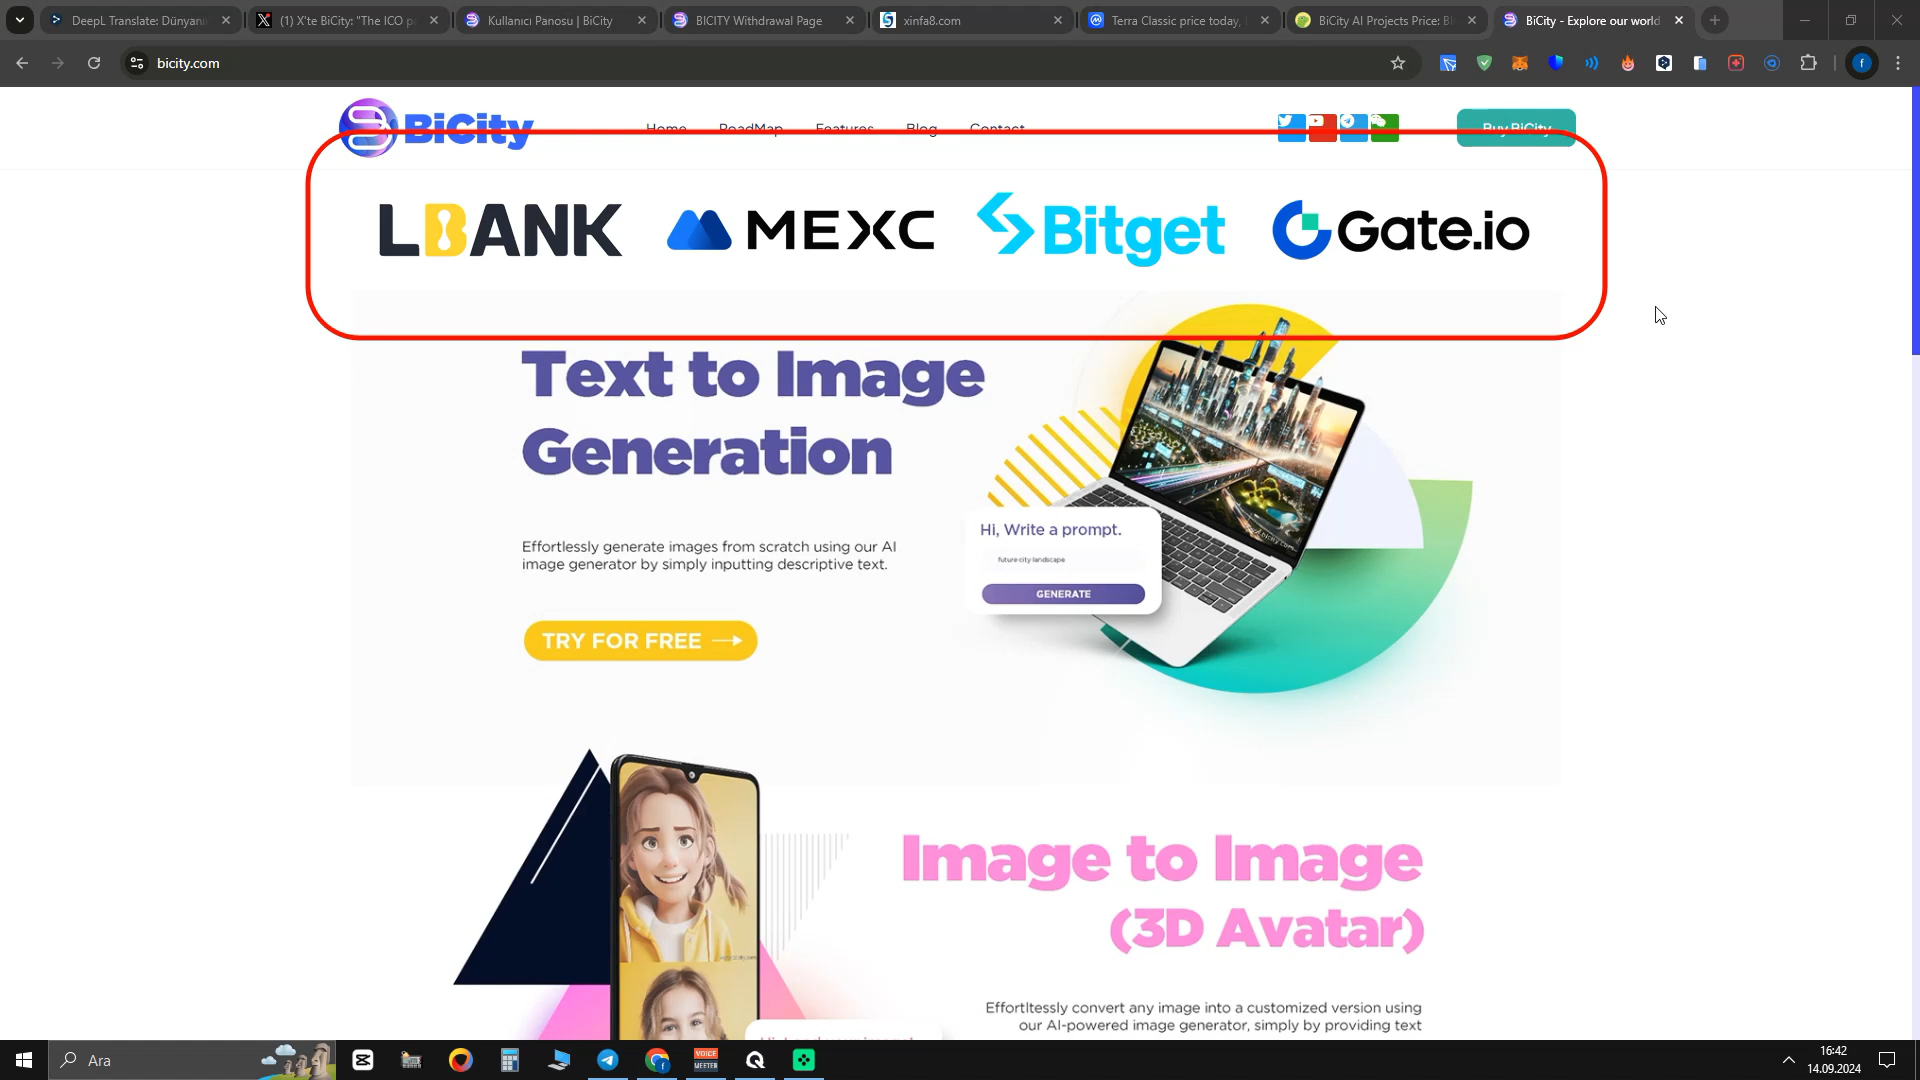 DeepL Translate: Dünyanı
(1) X'te BiCity: "The ICO p
Kullanıcı Panosu | BiCity
BICITY Withdrawal Page
xinfa8.com
Terra Classic price today,
BiCity AI Projects Price: B
BiCity - Explore our world
bicity.com
f
BiCity
Home RoadMap Features Blog Contact
Buy BiCity
LBANK
MEXC
Bitget
Gate.io
Text to Image
Generation
Effortlessly generate images from scratch using our AI
image generator by simply inputting descriptive text.
TRY FOR FREE
Hi, Write a prompt.
future city landscape
GENERATE
Image to Image
(3D Avatar)
Effortltessly convert any image into a customized version using
our AI-powered image generator, simply by providing text
Ara
VOICE
MEETER
16:42
14.09.2024